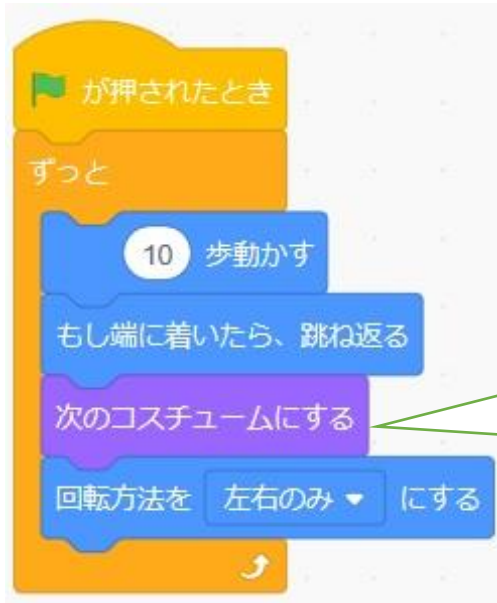 が押されたとき
ずっと
10 歩動かす
もし端に着いたら、跳ね返る
次のコスチュームにする
回転方法を 左右のみ にする